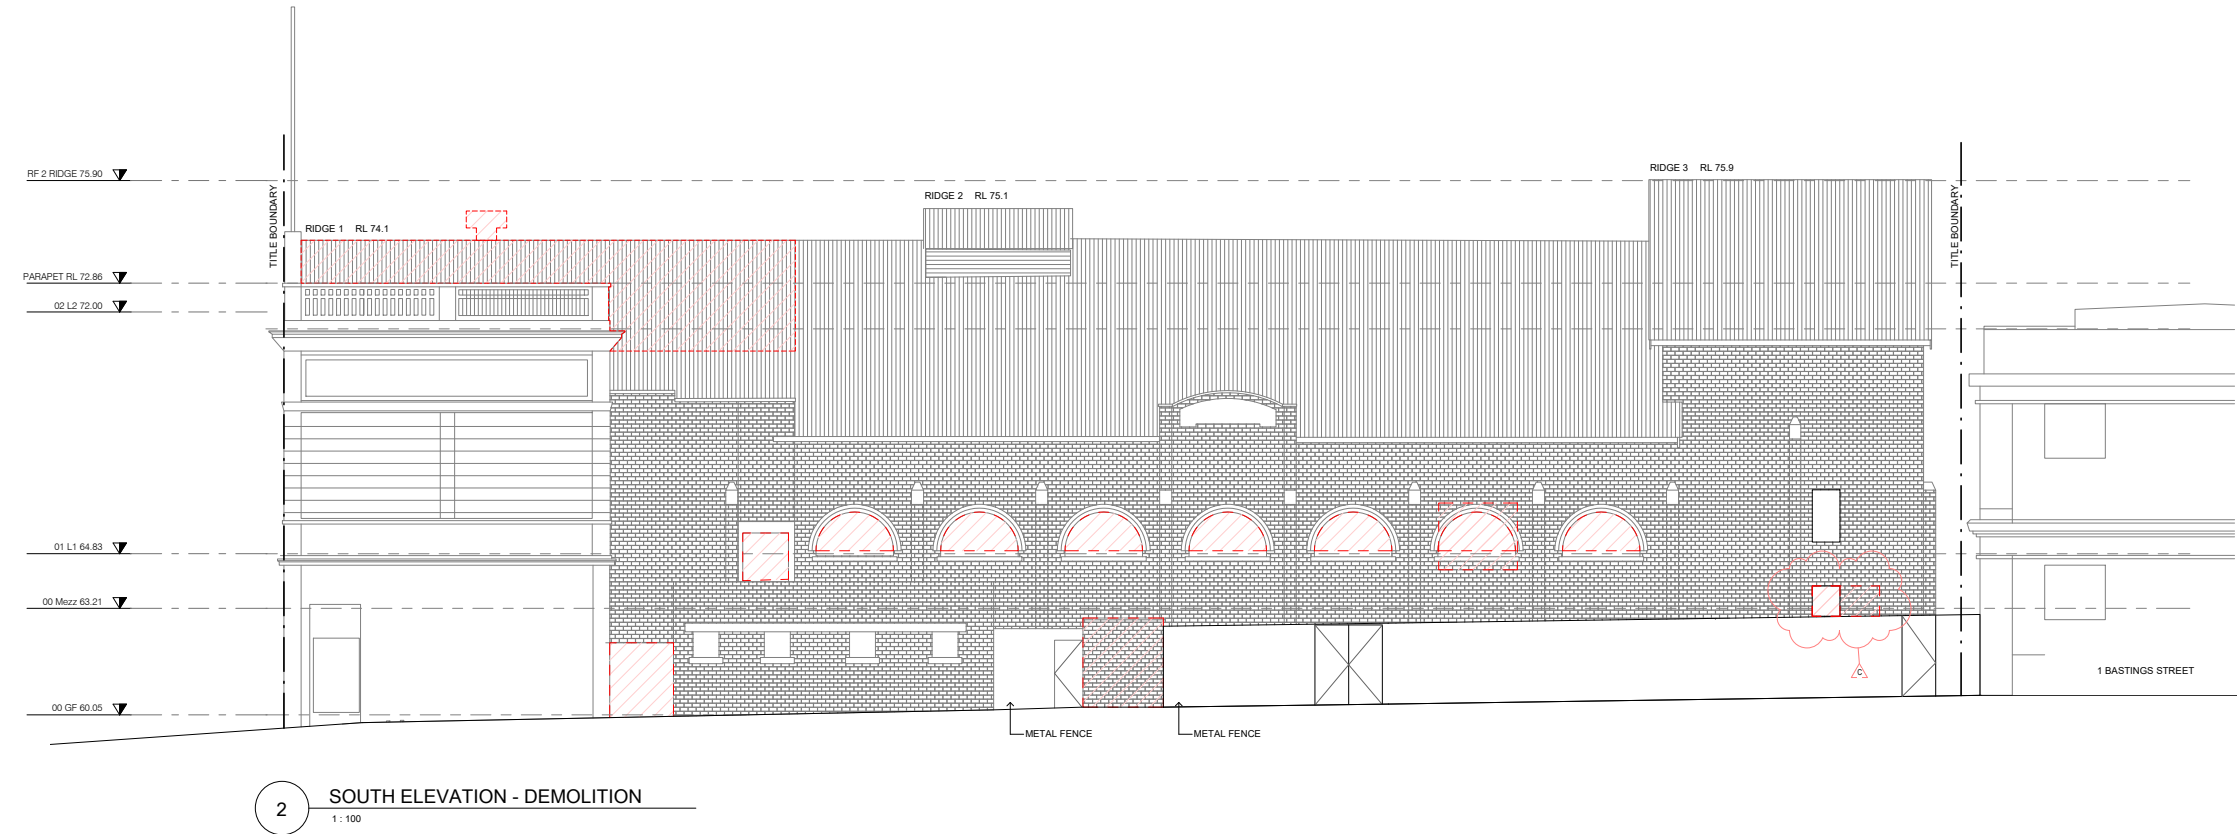 RIDGE 3 RL 75.9
RF 2 RIDGE 75.90
RIDGE 2 RL 75.1
TITLE BOUNDARY
TITLE BOUNDARY
RIDGE 1 RL 74.1
PARAPET RL 72.86
02 L2 72.00
01 L1 64.83
00 Mezz 63.21
C
1 BASTINGS STREET
00 GF 60.05
METAL FENCE
METAL FENCE
2
SOUTH ELEVATION - DEMOLITION
1 : 100